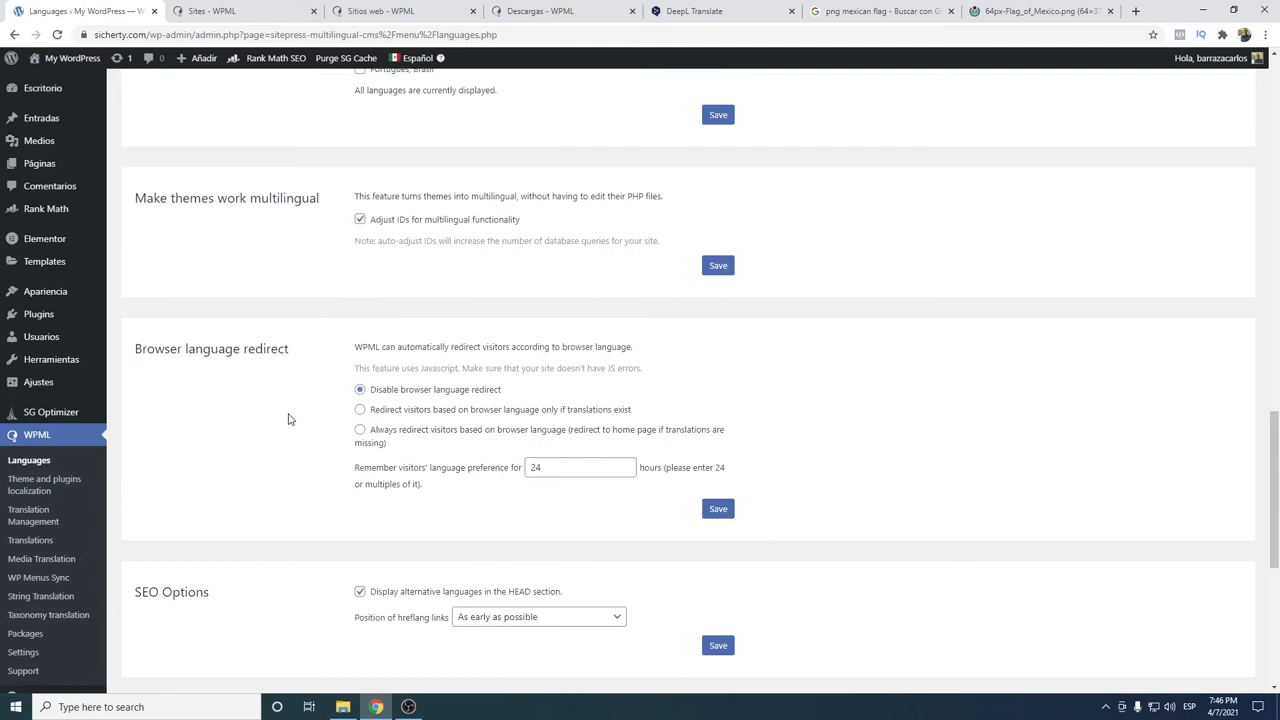 Languages ‹ My WordPress — W
Sites - WPML
Sitios web - WPML
Descargas - WPML
DeepL Translate
png mexican flag - Buscar con G
64px-Flag_of_Mexico.png (64×37
sicherty.com/wp-admin/admin.php?page=sitepress-multilingual-cms%2Fmenu%2Flanguages.php
My WordPress
1
0
Añadir
Rank Math SEO
Purge SG Cache
Español
Hola, barrazacarlos
Escritorio
Entradas
Medios
Páginas
Comentarios
Rank Math
Elementor
Templates
Apariencia
Plugins
Usuarios
Herramientas
Ajustes
SG Optimizer
WPML
Languages
Theme and plugins
localization
Translation
Management
Translations
Media Translation
WP Menus Sync
String Translation
Taxonomy translation
Packages
Settings
Support
Portugués, Brasil
All languages are currently displayed.
Save
Make themes work multilingual
This feature turns themes into multilingual, without having to edit their PHP files.
Adjust IDs for multilingual functionality
Note: auto-adjust IDs will increase the number of database queries for your site.
Save
Browser language redirect
WPML can automatically redirect visitors according to browser language.
This feature uses Javascript. Make sure that your site doesn't have JS errors.
Disable browser language redirect
Redirect visitors based on browser language only if translations exist
Always redirect visitors based on browser language (redirect to home page if translations are
missing)
Remember visitors' language preference for 24 hours (please enter 24
or multiples of it).
Save
SEO Options
Display alternative languages in the HEAD section.
Position of hreflang links As early as possible
Save
Type here to search
ESP
7:46 PM
4/7/2021